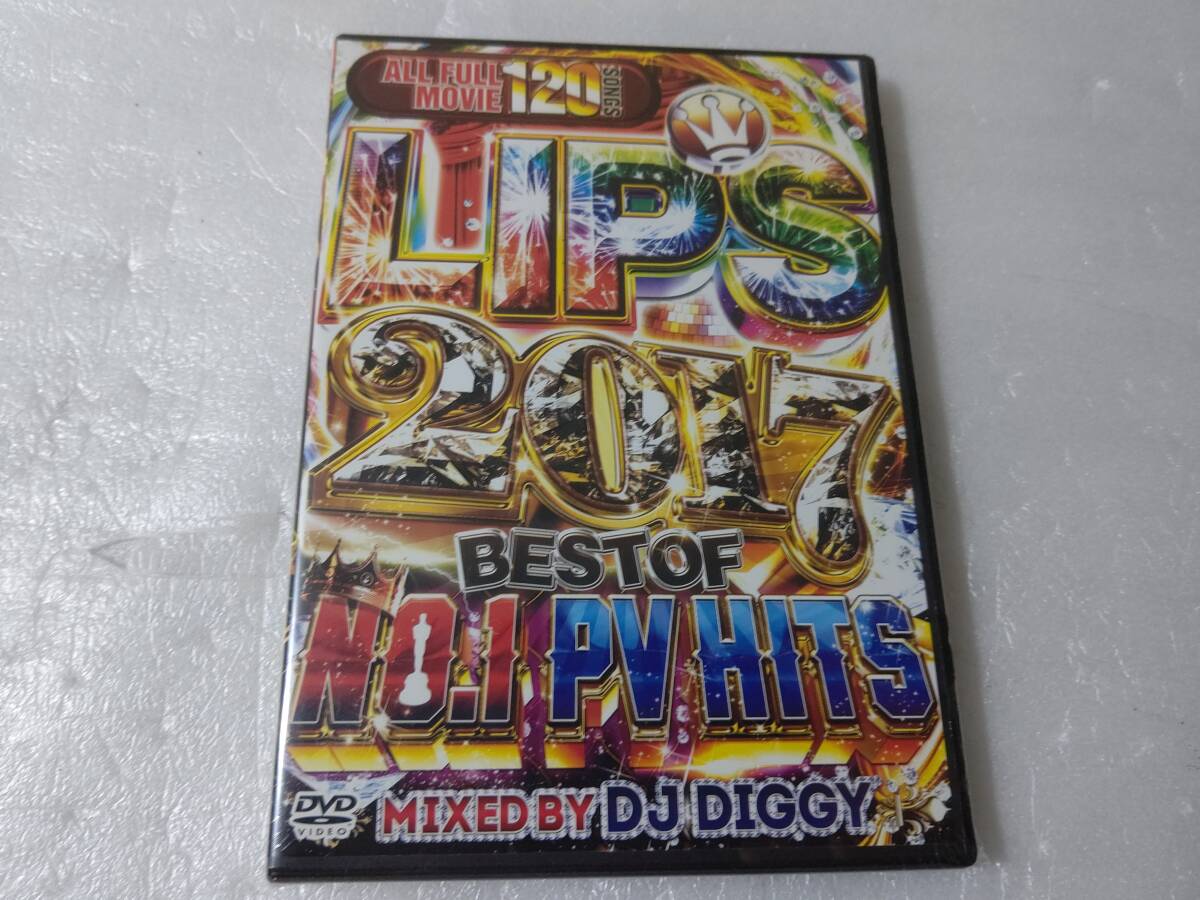 ALL FULL
MOVIE 120 SONGS
LIPS
2017
BEST OF
NO.1 PV HITS
DVD
VIDEO
MIXED BY DJ DIGGY